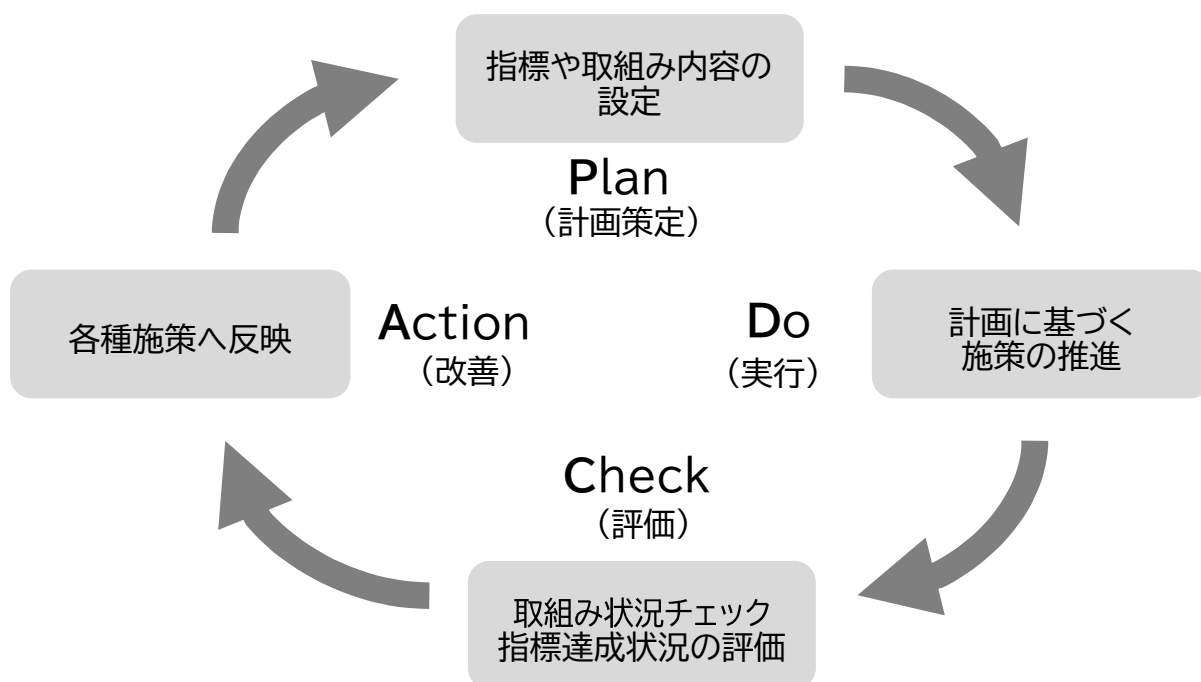 指標や取組み内容の
設定
Plan
（計画策定）
各種施策へ反映
Action
（改善）
Do
（実行）
計画に基づく
施策の推進
Check
（評価）
取組み状況チェック
指標達成状況の評価